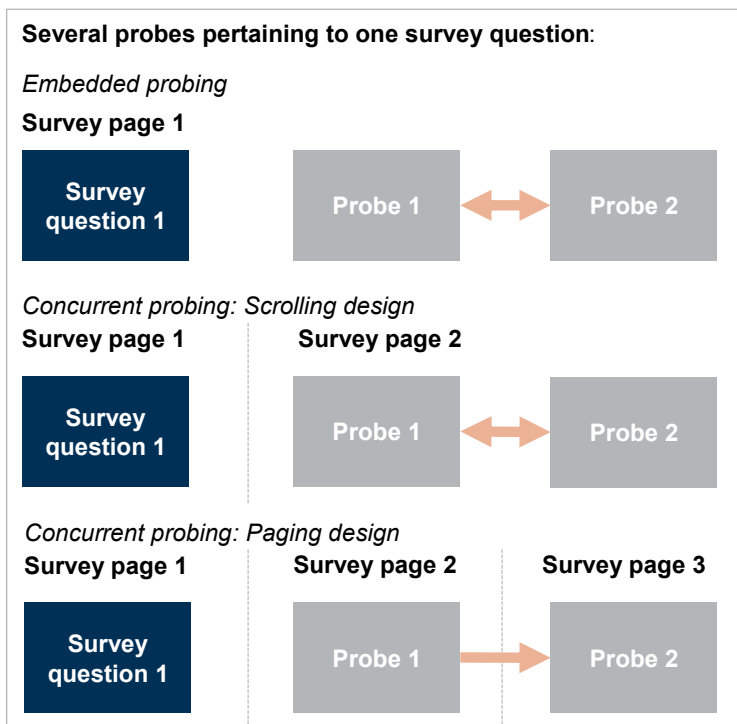 Several probes pertaining to one survey question:
Embedded probing
Survey page 1
Survey
question 1
Probe 1
Probe 2
Concurrent probing: Scrolling design
Survey page 1
Survey page 2
Survey
question 1
Probe 1
Probe 2
Concurrent probing: Paging design
Survey page 1
Survey page 2
Survey page 3
Survey
question 1
Probe 1
Probe 2